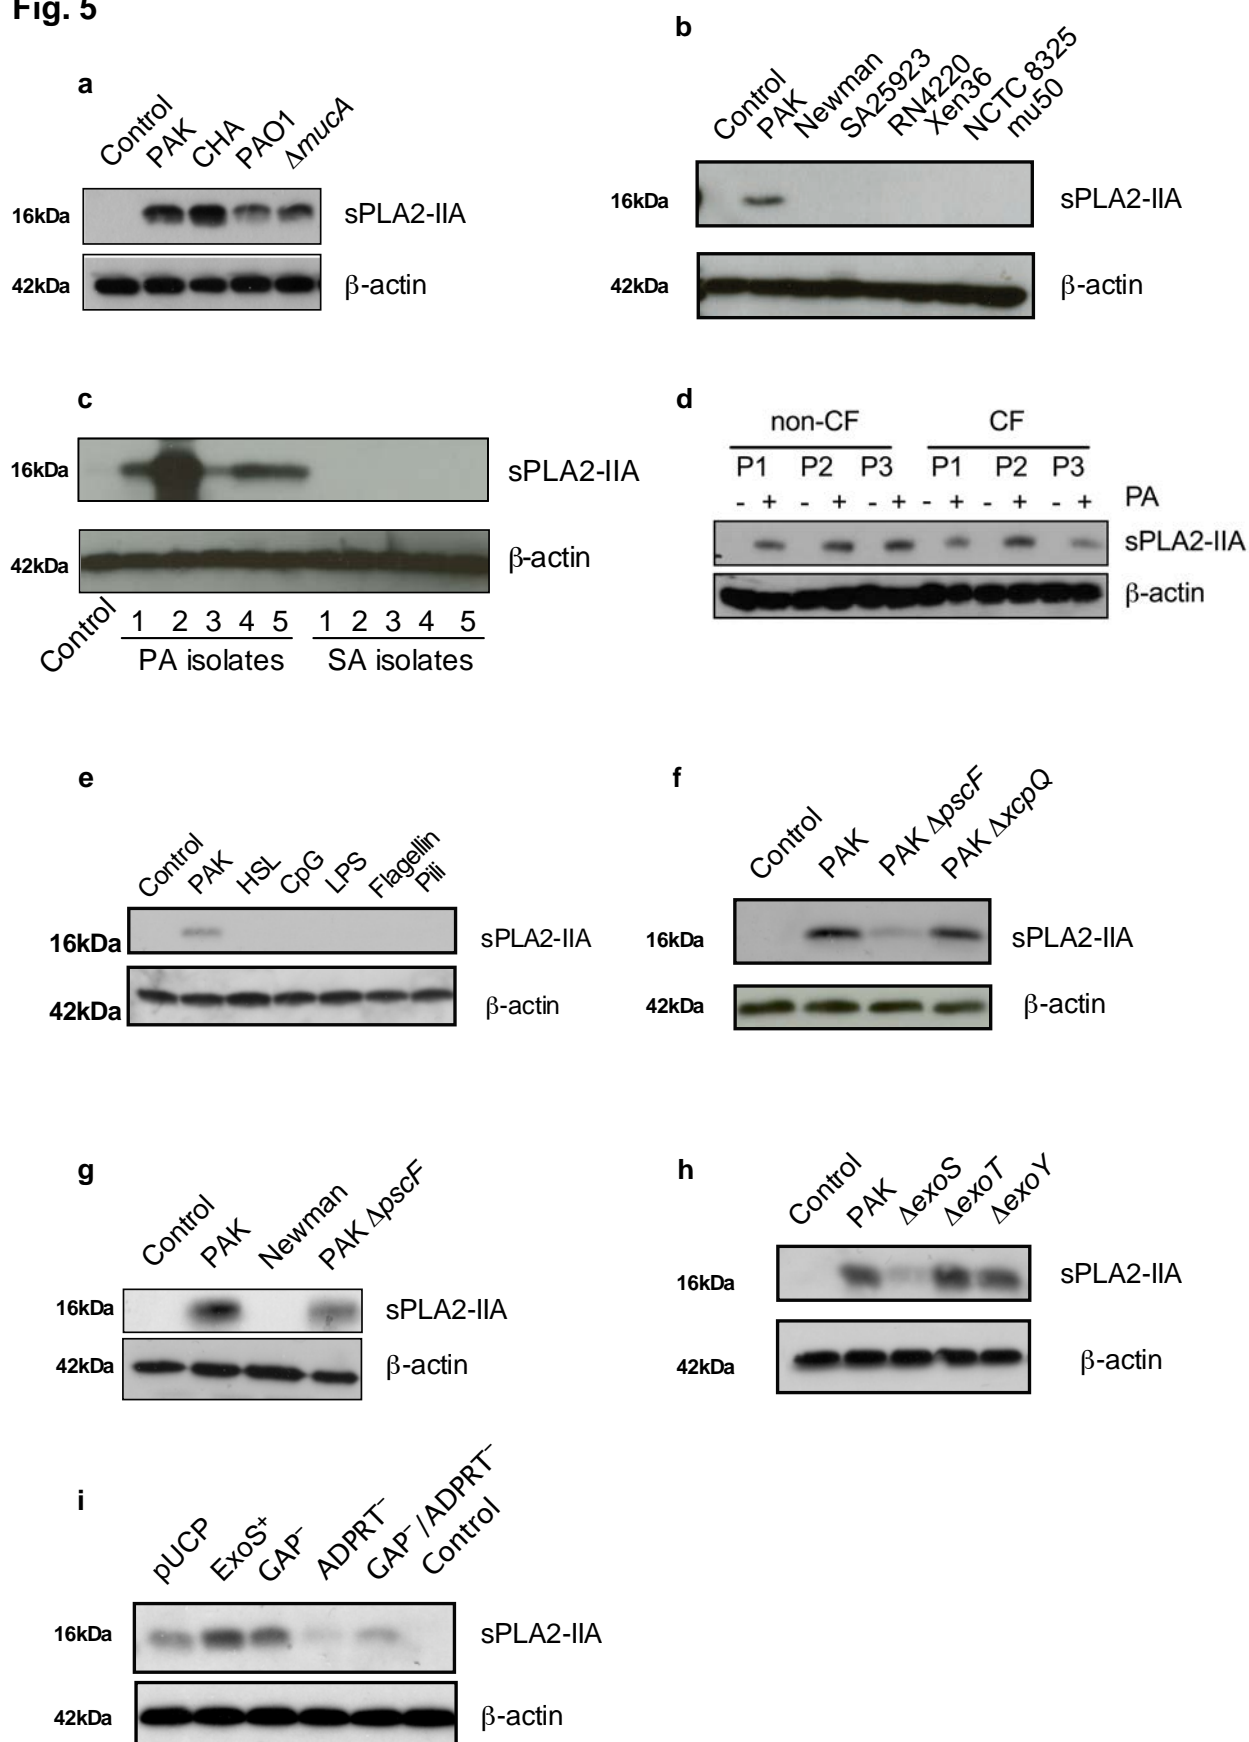 Fig. 5
a
Control PAK CHA PAO1 ΔmucA
16kDa sPLA2-IIA
42kDa β-actin
b
Control PAK Newman SA25923 RN4220 Xen36 NCTC 8325 mu50
16kDa sPLA2-IIA
42kDa β-actin
c
16kDa sPLA2-IIA
42kDa β-actin
Control 1 2 3 4 5 1 2 3 4 5
PA isolates SA isolates
d
non-CF CF
P1 P2 P3 P1 P2 P3
- + - + - + - + - + - + PA
sPLA2-IIA
β-actin
e
Control PAK HSL CpG LPS Flagellin Pili
16kDa sPLA2-IIA
42kDa β-actin
f
Control PAK PAK ΔpscF PAK ΔxcpQ
16kDa sPLA2-IIA
42kDa β-actin
g
Control PAK Newman PAK ΔpscF
16kDa sPLA2-IIA
42kDa β-actin
h
Control PAK ΔexoS ΔexoT ΔexoY
16kDa sPLA2-IIA
42kDa β-actin
i
pUCP ExoS⁺ GAP⁻ ADPRT⁻ GAP⁻/ADPRT⁻ Control
16kDa sPLA2-IIA
42kDa β-actin